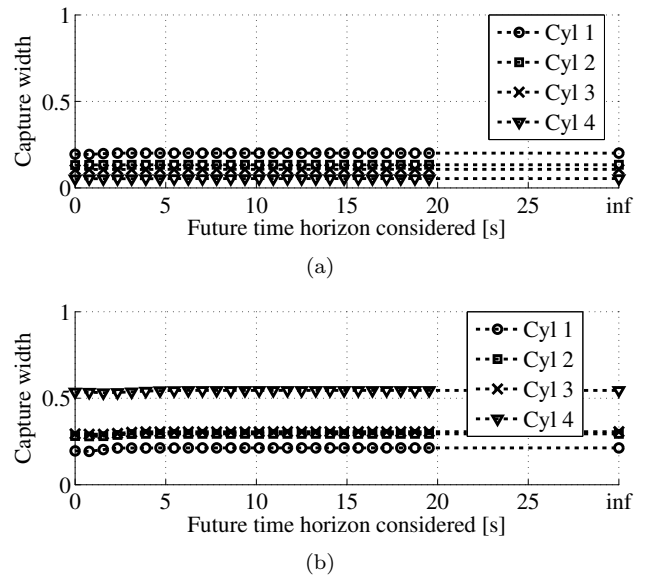 1
0.5
0
Capture width
0 5 10 15 20 25 inf
Future time horizon considered [s]
Cyl 1
Cyl 2
Cyl 3
Cyl 4
(a)
1
0.5
0
Capture width
0 5 10 15 20 25 inf
Future time horizon considered [s]
Cyl 1
Cyl 2
Cyl 3
Cyl 4
(b)